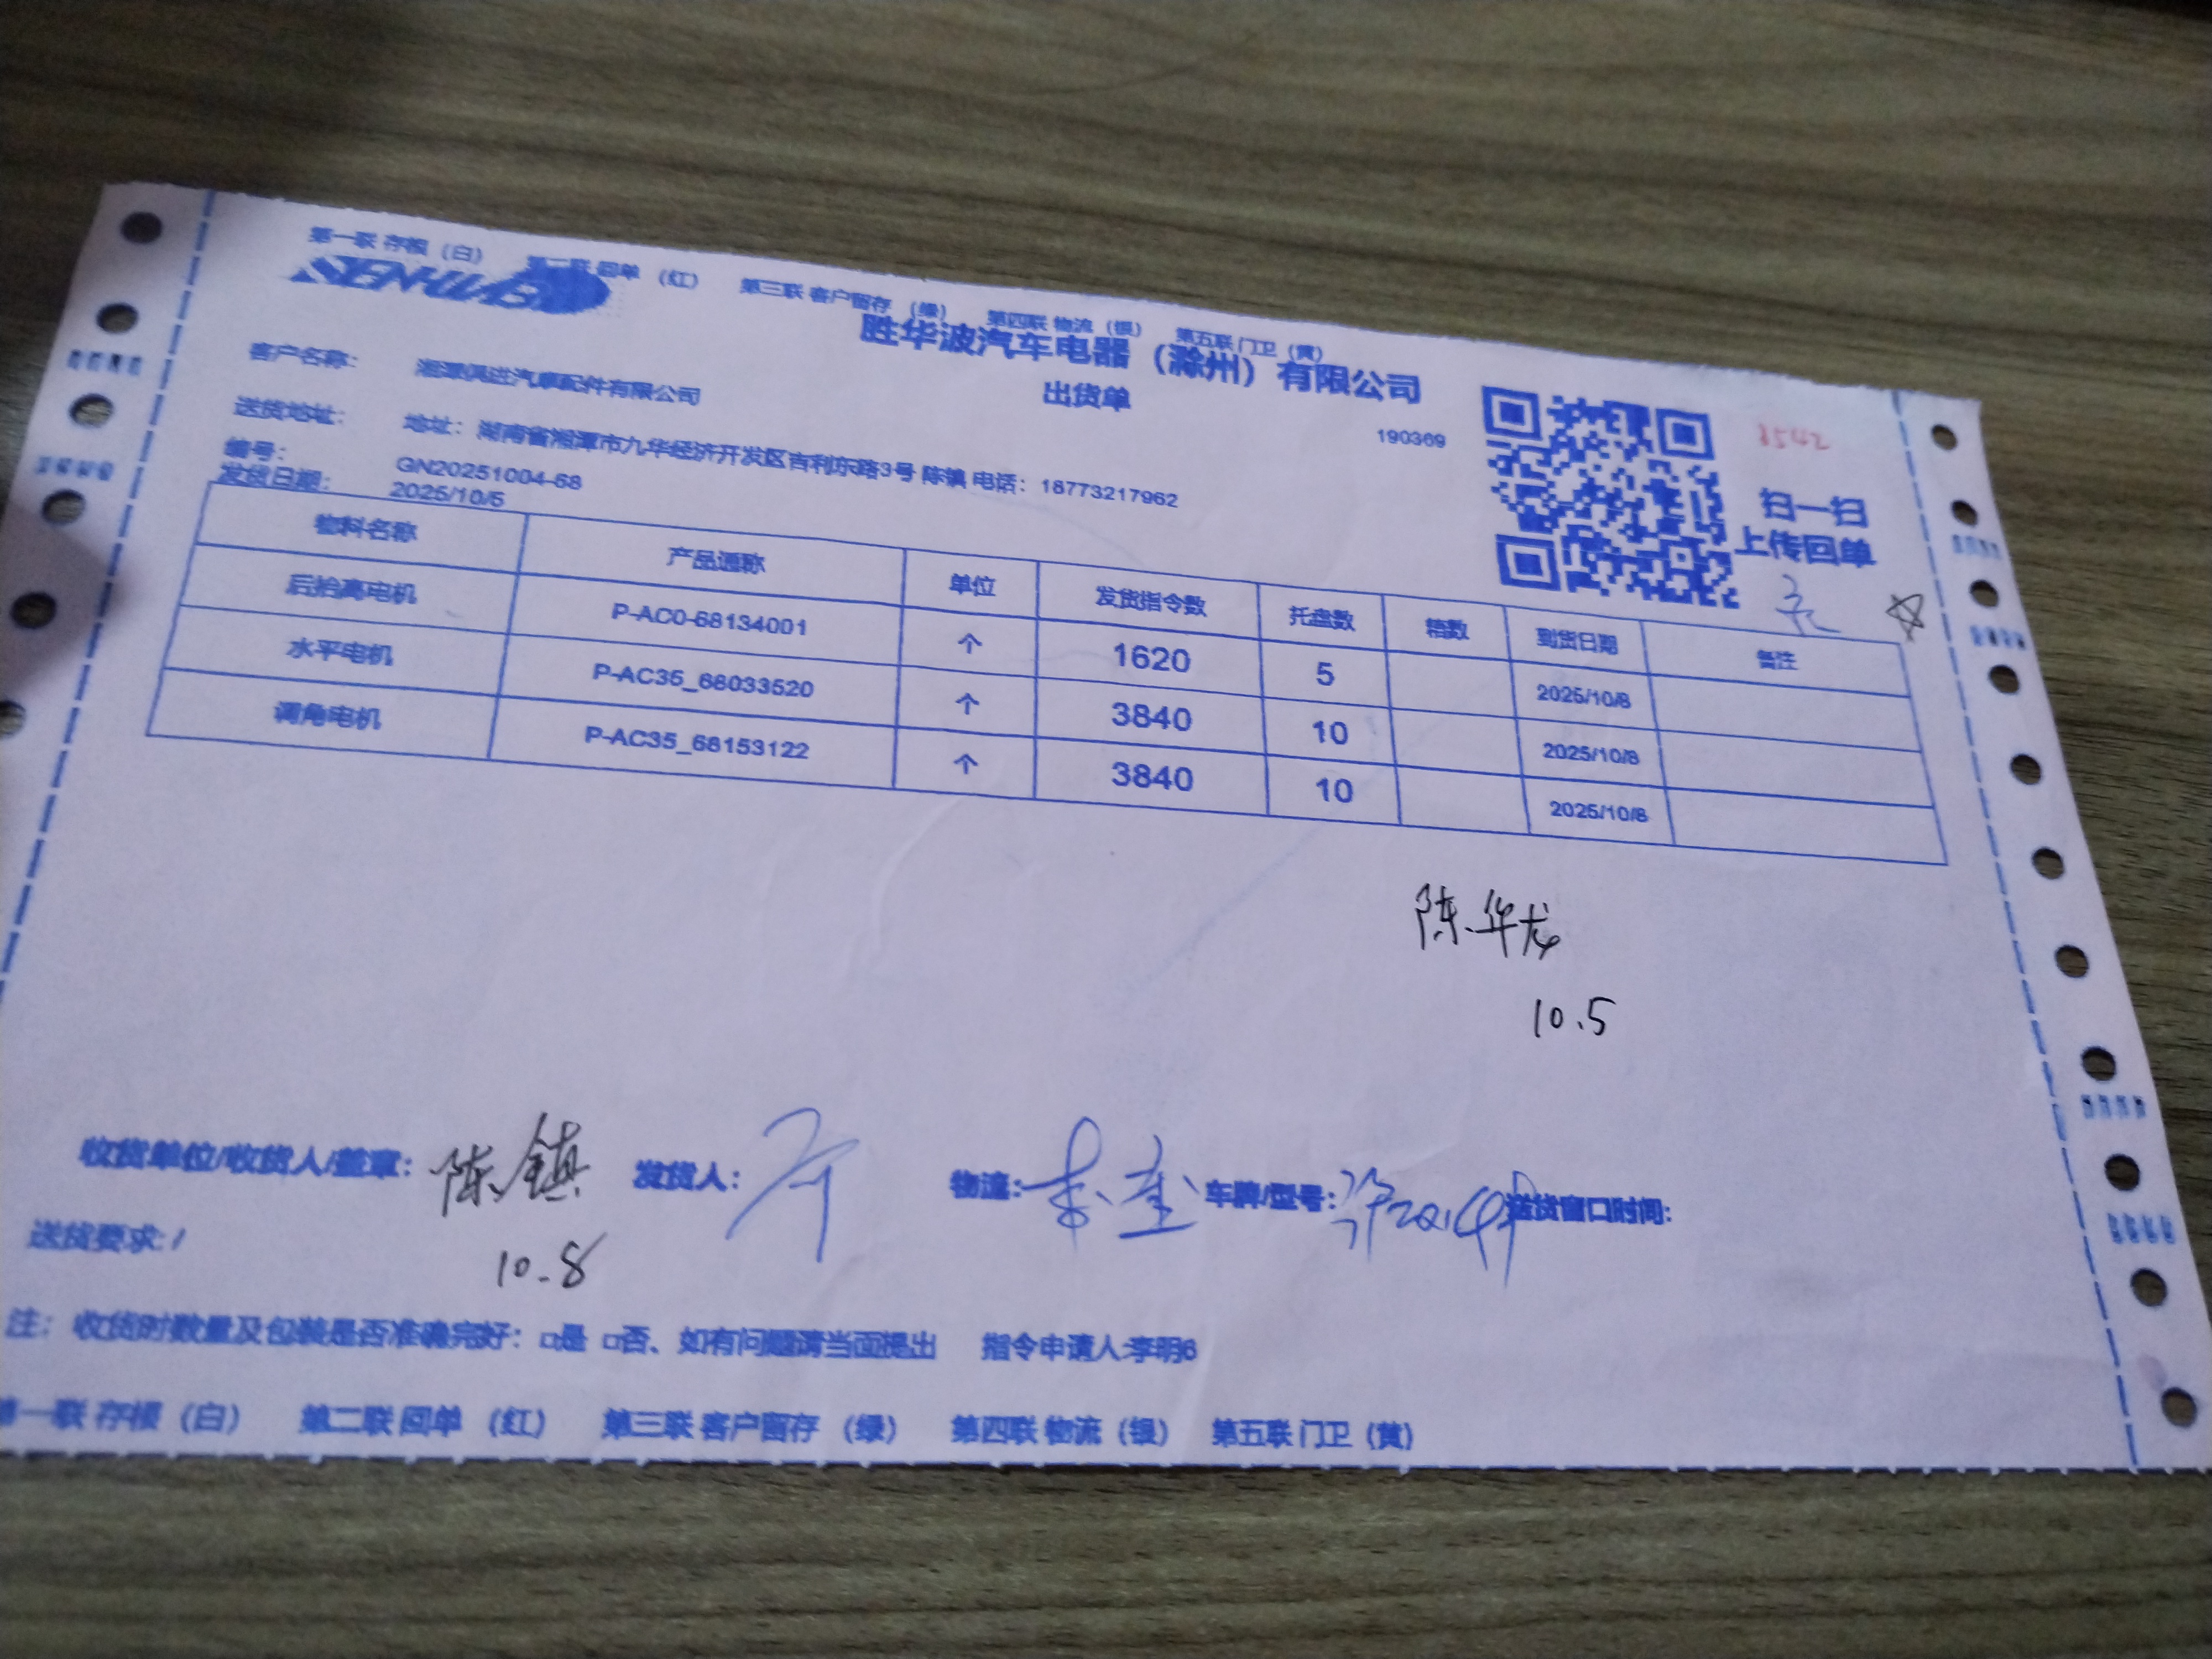 第一联 存根（白） 第二联 回单 （红） 第三联 客户留存 （绿） 第四联 物流（银） 第五联 门卫（黄）
胜华波汽车电器（滁州）有限公司
出货单
客户名称：
190369
8542
送货地址： 地址：湖南省湘潭市九华经济开发区吉利东路3号 陈镇 电话：18773217962
编号： GN20251004-58
发货日期： 2025/10/5
扫一扫
上传回单
物料名称 产品通称 单位 发货指令数 托盘数 箱数 到货日期 备注
后抬高电机 P-AC0-68134001 个 1620 5 2025/10/8
水平电机 P-AC35_68033520 个 3840 10 2025/10/8
调角电机 P-AC35_68153122 个 3840 10 2025/10/8
陈华龙
10.5
收货单位/收货人/盖章： 陈镇 发货人： 物流： 车牌/型号： 送货窗口时间:
10.8
送货要求:/
注：收货时数量及包装是否准确完好：□是 □否、如有问题请当面提出 指令申请人:李明6
第一联 存根（白） 第二联 回单 （红） 第三联 客户留存 （绿） 第四联 物流（银） 第五联 门卫（黄）